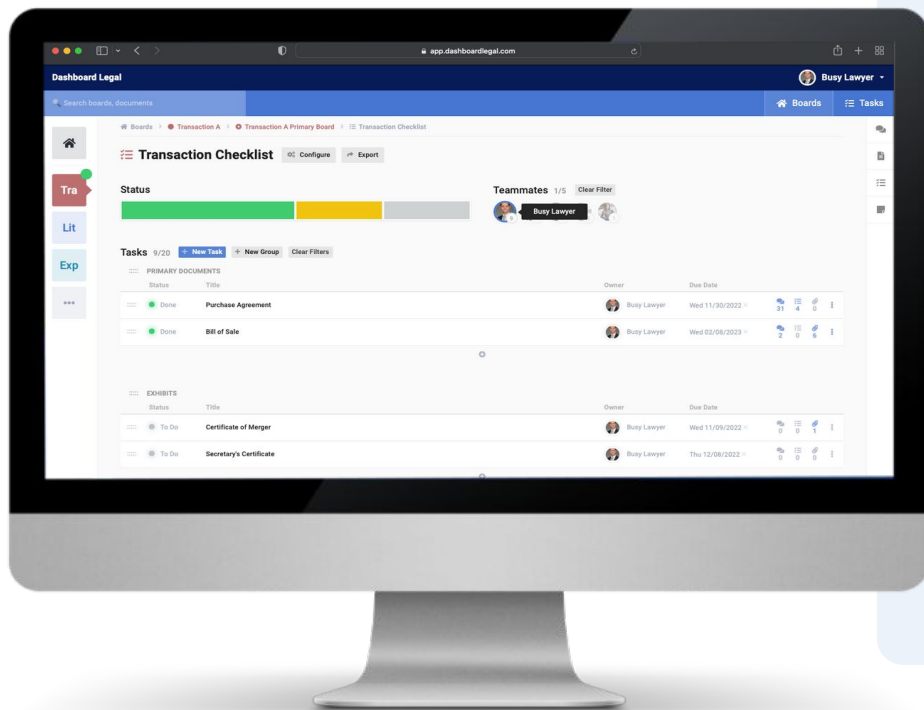 app.dashboardlegal.com
Dashboard Legal
Busy Lawyer
Search boards, documents
Boards
Tasks
Boards Transaction A Transaction A Primary Board Transaction Checklist
Transaction Checklist Configure Export
Tra
Lit
Exp
Status
Teammates 1/5 Clear Filter
9 Busy Lawyer
Tasks 9/20 + New Task + New Group Clear Filters
PRIMARY DOCUMENTS
Status Title Owner Due Date
Done Purchase Agreement Busy Lawyer Wed 11/30/2022 31 4 0
Done Bill of Sale Busy Lawyer Wed 02/08/2023 2 0 6
EXHIBITS
Status Title Owner Due Date
To Do Certificate of Merger Busy Lawyer Wed 11/09/2022 0 0 1
To Do Secretary's Certificate Busy Lawyer Thu 12/08/2022 0 0 0